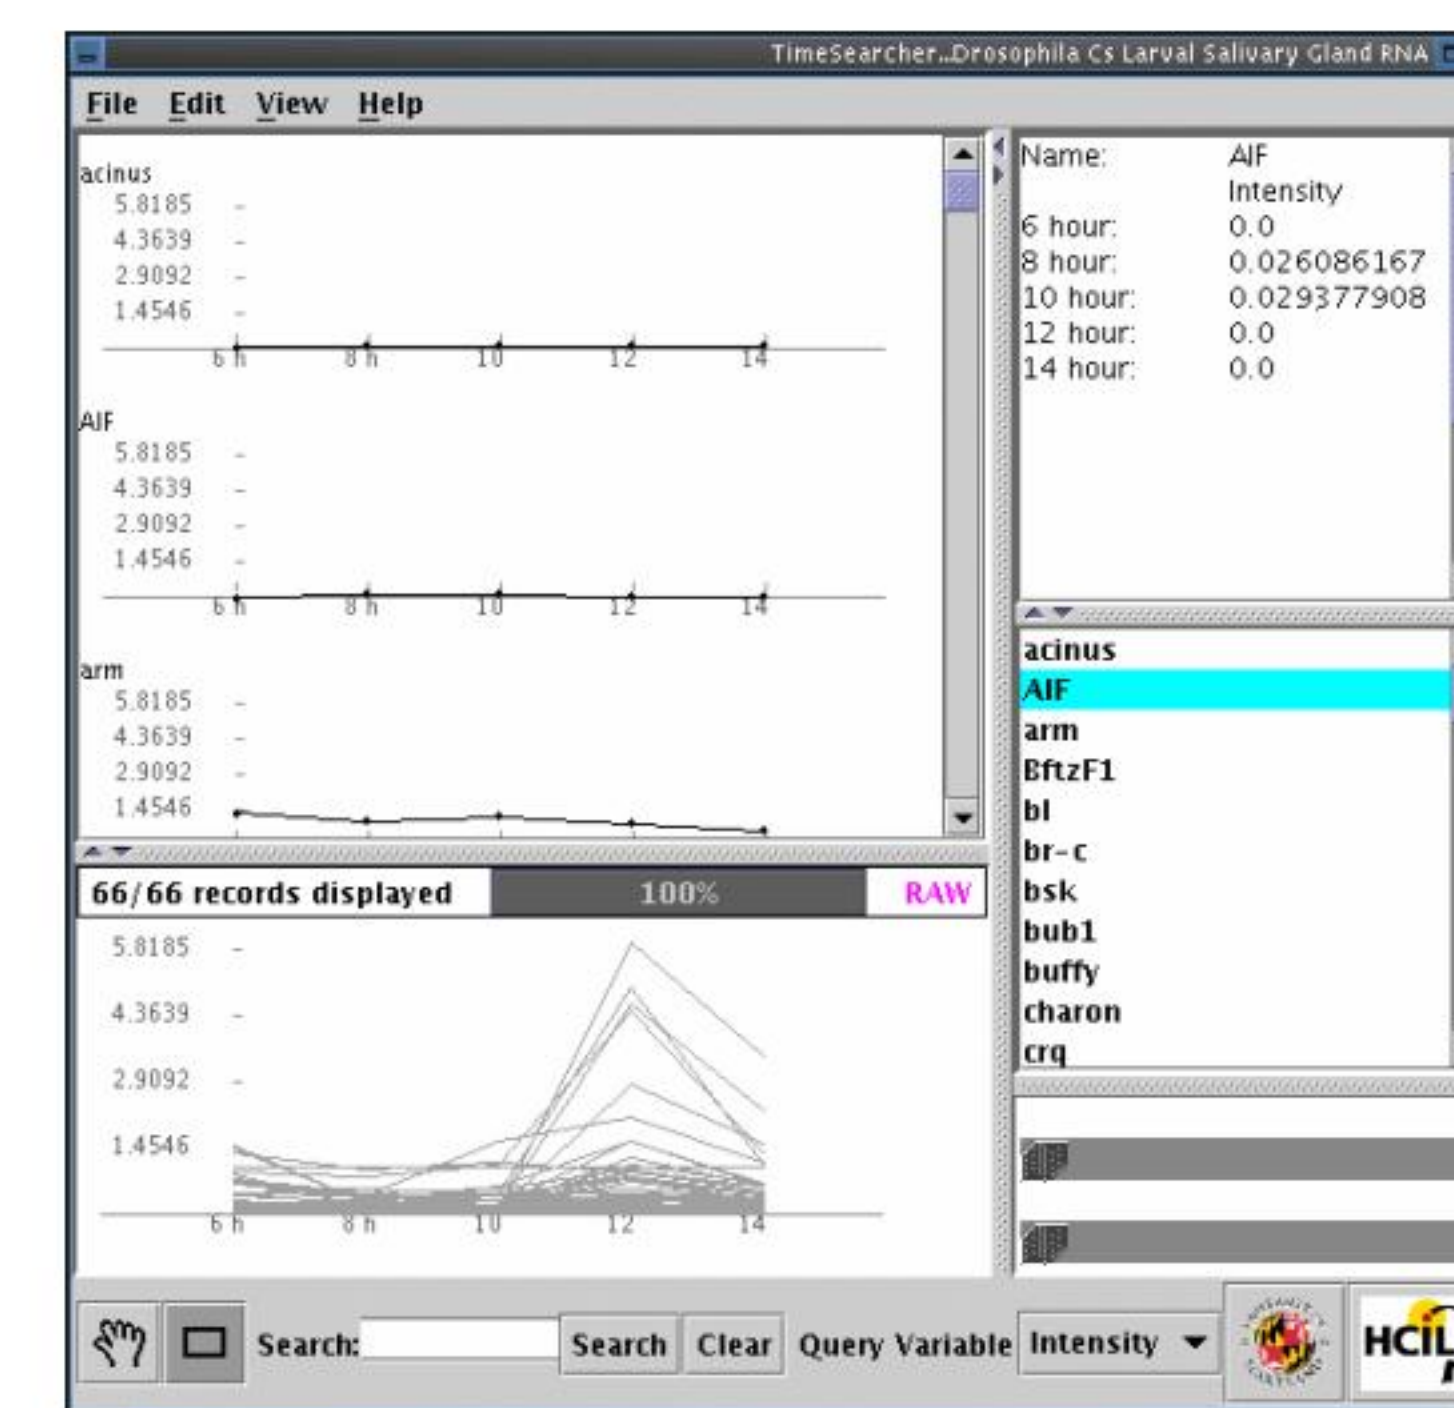 TimeSearcher...Drosophila Cs Larval Salivary Gland RNA
File Edit View Help
acinus
5.8185
4.3639
2.9092
1.4546
6 h 8 h 10 12 14
AIF
5.8185
4.3639
2.9092
1.4546
6 h 8 h 10 12 14
arm
5.8185
4.3639
2.9092
1.4546
66/66 records displayed 100% RAW
5.8185
4.3639
2.9092
1.4546
6 h 8 h 10 12 14
Name: AIF
Intensity
6 hour: 0.0
8 hour: 0.026086167
10 hour: 0.029377908
12 hour: 0.0
14 hour: 0.0
acinus
AIF
arm
BftzF1
bl
br-c
bsk
bub1
buffy
charon
crq
Search: Search Clear Query Variable Intensity
HCIL